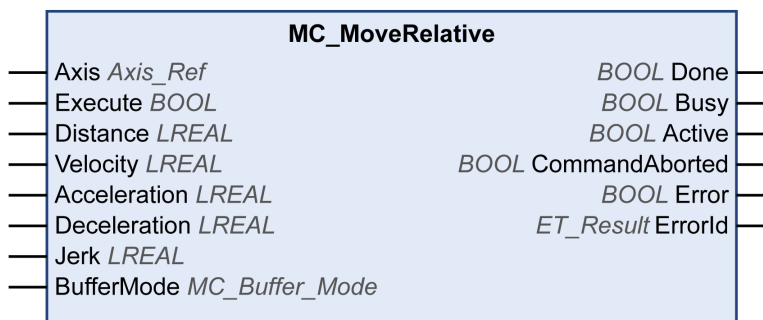 MC_MoveRelative
Axis Axis_Ref BOOL Done
Execute BOOL BOOL Busy
Distance LREAL BOOL Active
Velocity LREAL BOOL CommandAborted
Acceleration LREAL BOOL Error
Deceleration LREAL ET_Result ErrorId
Jerk LREAL
BufferMode MC_Buffer_Mode